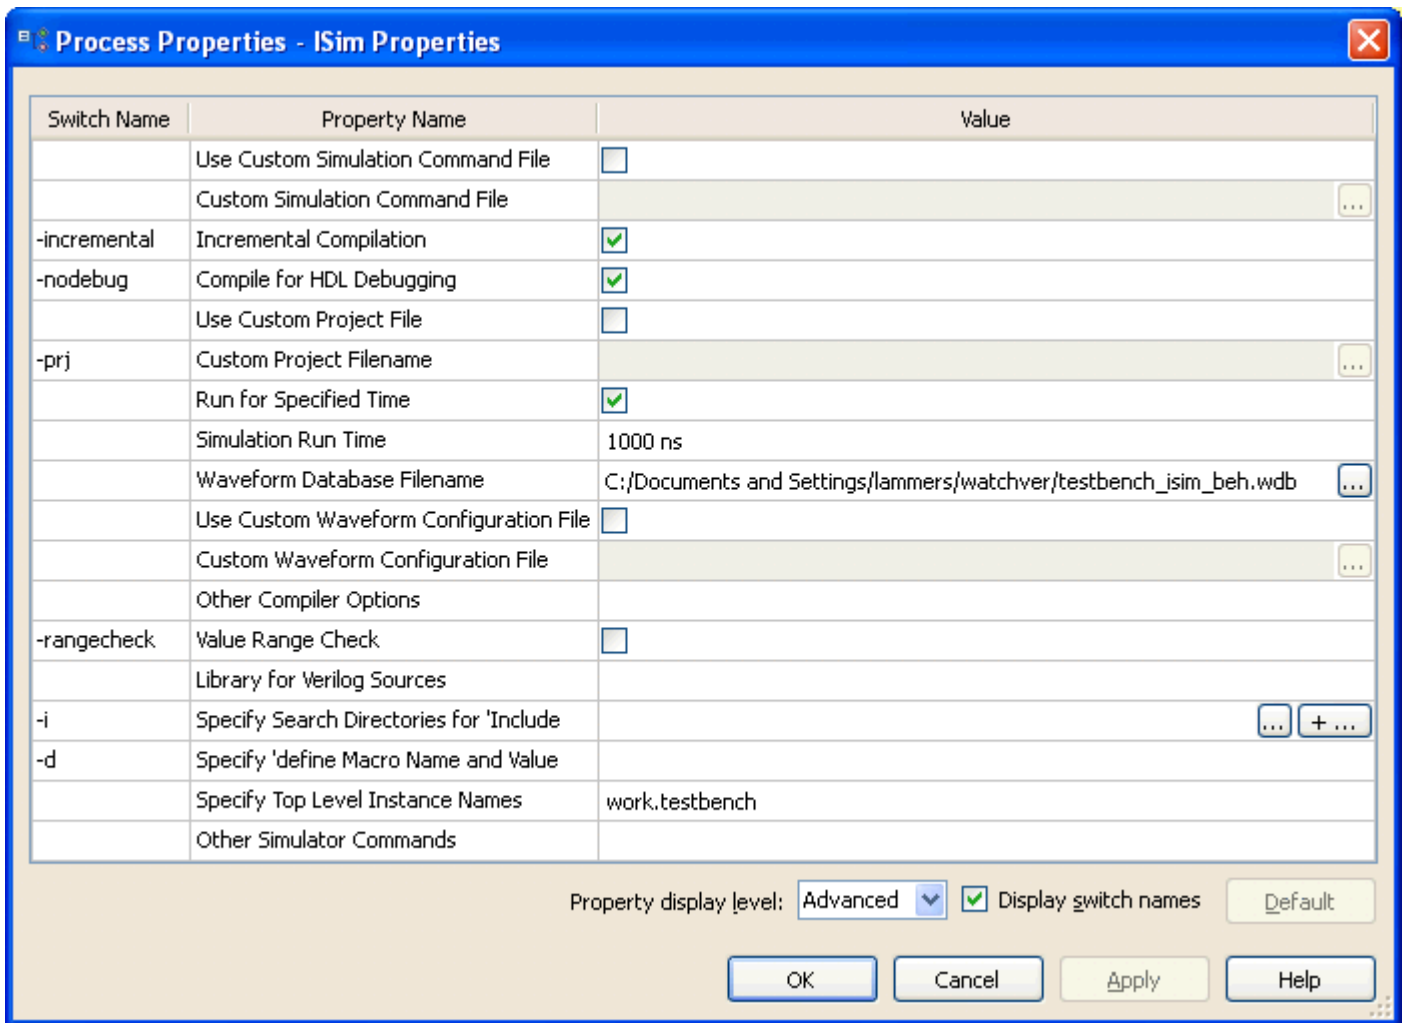 Process Properties - ISim Properties
Switch Name Property Name Value
Use Custom Simulation Command File
Custom Simulation Command File ...
-incremental Incremental Compilation
-nodebug Compile for HDL Debugging
Use Custom Project File
-prj Custom Project Filename ...
Run for Specified Time
Simulation Run Time 1000 ns
Waveform Database Filename C:/Documents and Settings/lammers/watchver/testbench_isim_beh.wdb ...
Use Custom Waveform Configuration File
Custom Waveform Configuration File ...
Other Compiler Options
-rangecheck Value Range Check
Library for Verilog Sources
-i Specify Search Directories for 'Include ... + ...
-d Specify 'define Macro Name and Value
Specify Top Level Instance Names work.testbench
Other Simulator Commands
Property display level: Advanced Display switch names Default
OK Cancel Apply Help